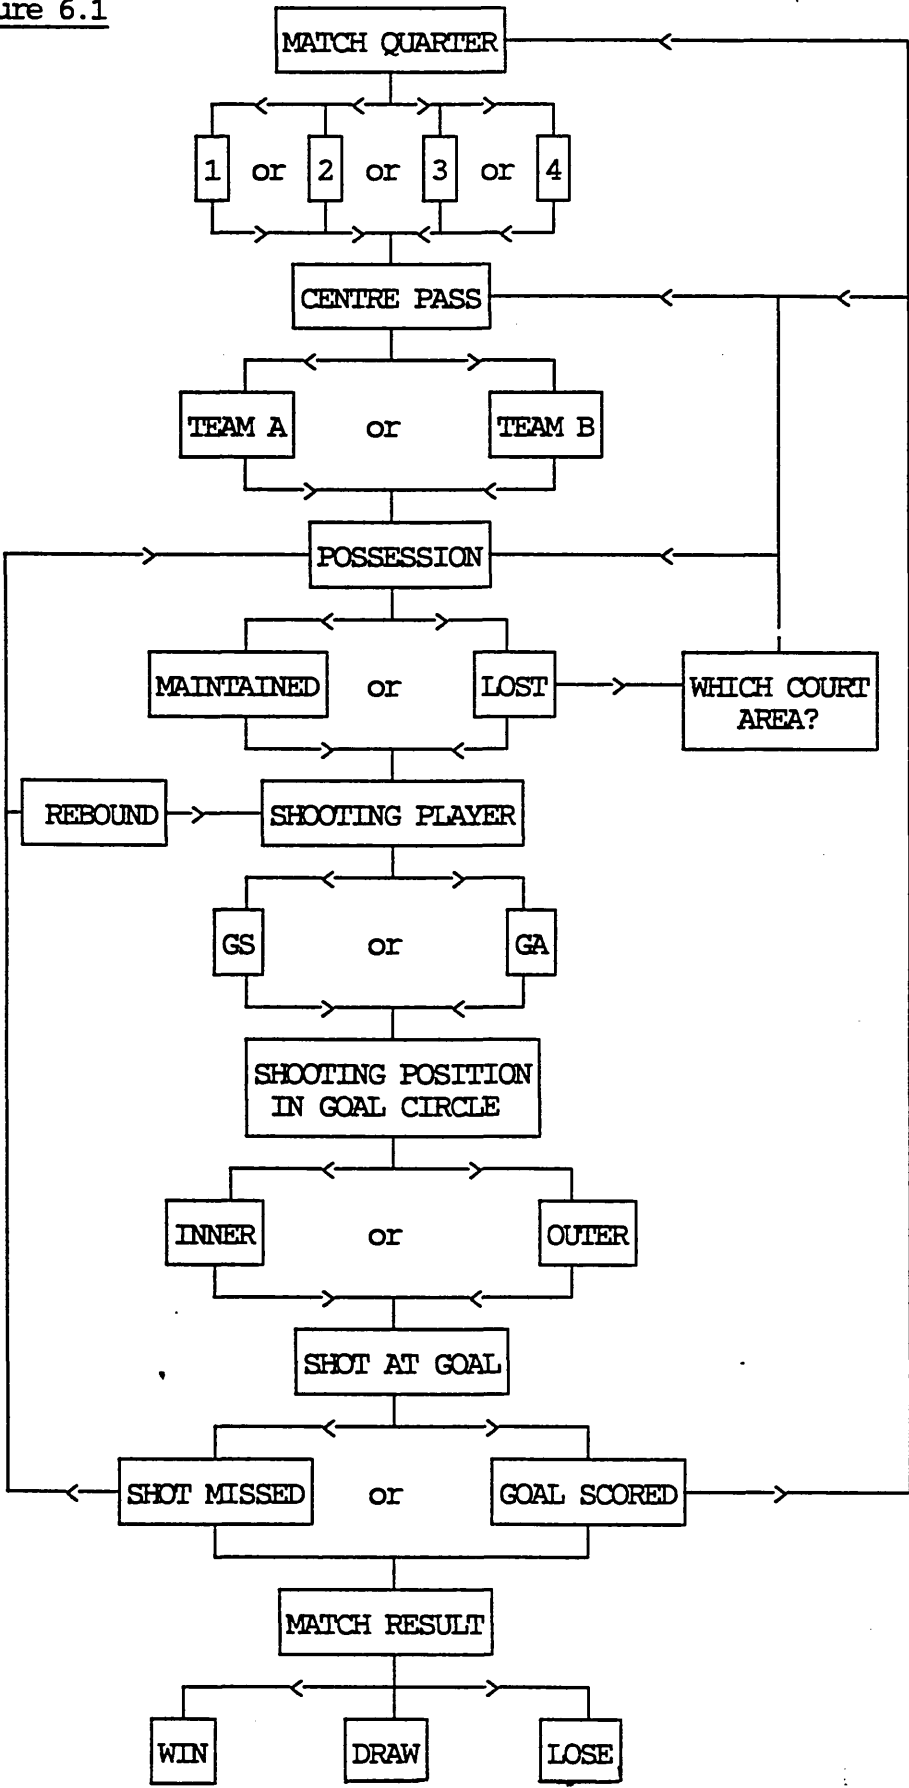 ure 6.1
MATCH QUARTER
1 or 2 or 3 or 4
CENTRE PASS
TEAM A or TEAM B
POSSESSION
MAINTAINED or LOST
WHICH COURT
AREA?
REBOUND
SHOOTING PLAYER
GS or GA
SHOOTING POSITION
IN GOAL CIRCLE
INNER or OUTER
SHOT AT GOAL
SHOT MISSED or GOAL SCORED
MATCH RESULT
WIN DRAW LOSE